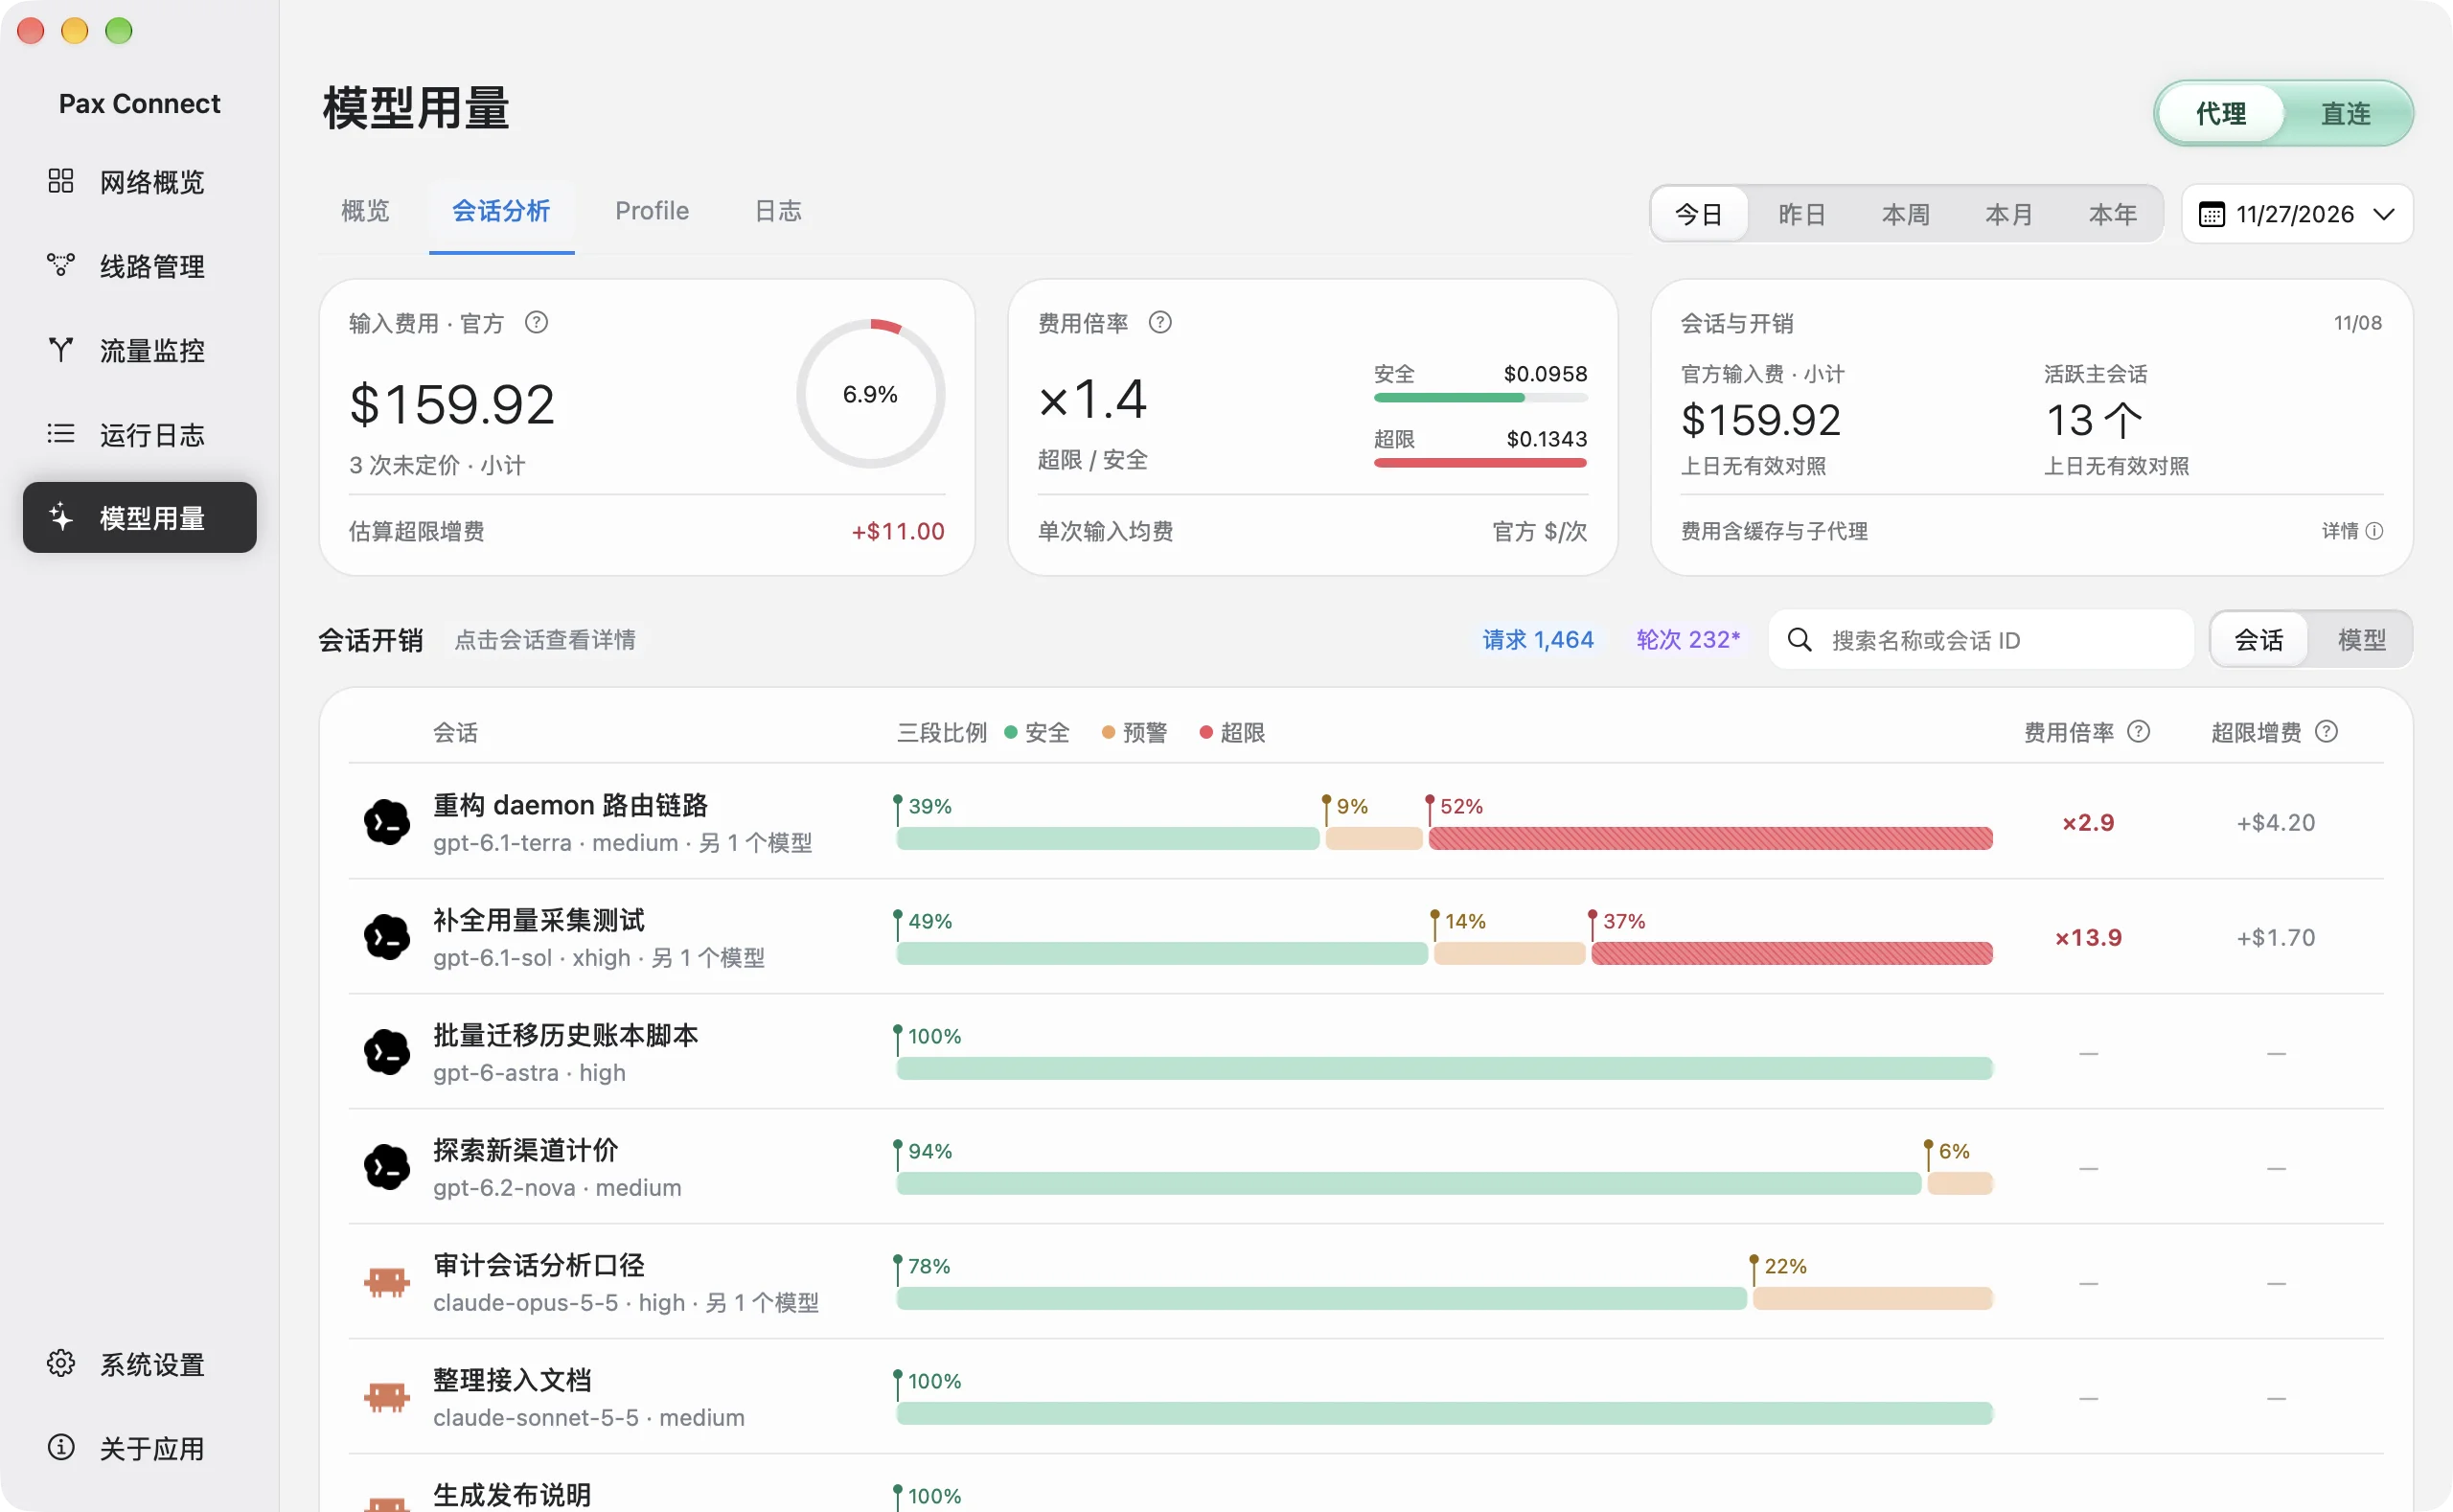 Pax Connect
网络概览
线路管理
流量监控
运行日志
模型用量
系统设置
关于应用
模型用量
代理 直连
概览 会话分析 Profile 日志
今日 昨日 本周 本月 本年 11/27/2026
输入费用 · 官方
$159.92
6.9%
3 次未定价 · 小计
估算超限增费 +$11.00
费用倍率
×1.4
超限 / 安全
安全 $0.0958
超限 $0.1343
单次输入均费 官方 $/次
会话与开销 11/08
官方输入费 · 小计 活跃主会话
$159.92 13 个
上日无有效对照 上日无有效对照
费用含缓存与子代理 详情
会话开销 点击会话查看详情 请求 1,464 轮次 232* 搜索名称或会话 ID 会话 模型
会话 三段比例 安全 预警 超限 费用倍率 超限增费
重构 daemon 路由链路
gpt-6.1-terra · medium · 另 1 个模型
39% 9% 52% ×2.9 +$4.20
补全用量采集测试
gpt-6.1-sol · xhigh · 另 1 个模型
49% 14% 37% ×13.9 +$1.70
批量迁移历史账本脚本
gpt-6-astra · high
100% — —
探索新渠道计价
gpt-6.2-nova · medium
94% 6% — —
审计会话分析口径
claude-opus-5-5 · high · 另 1 个模型
78% 22% — —
整理接入文档
claude-sonnet-5-5 · medium
100% — —
生成发布说明
100%